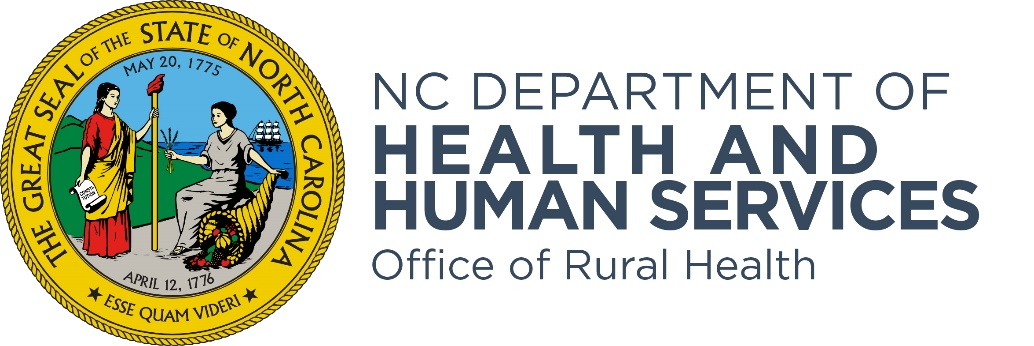 THE GREAT SEAL OF THE STATE OF NORTH CAROLINA
MAY 20, 1775
APRIL 12, 1776
★ ESSE QUAM VIDERI ★
NC DEPARTMENT OF
HEALTH AND
HUMAN SERVICES
Office of Rural Health